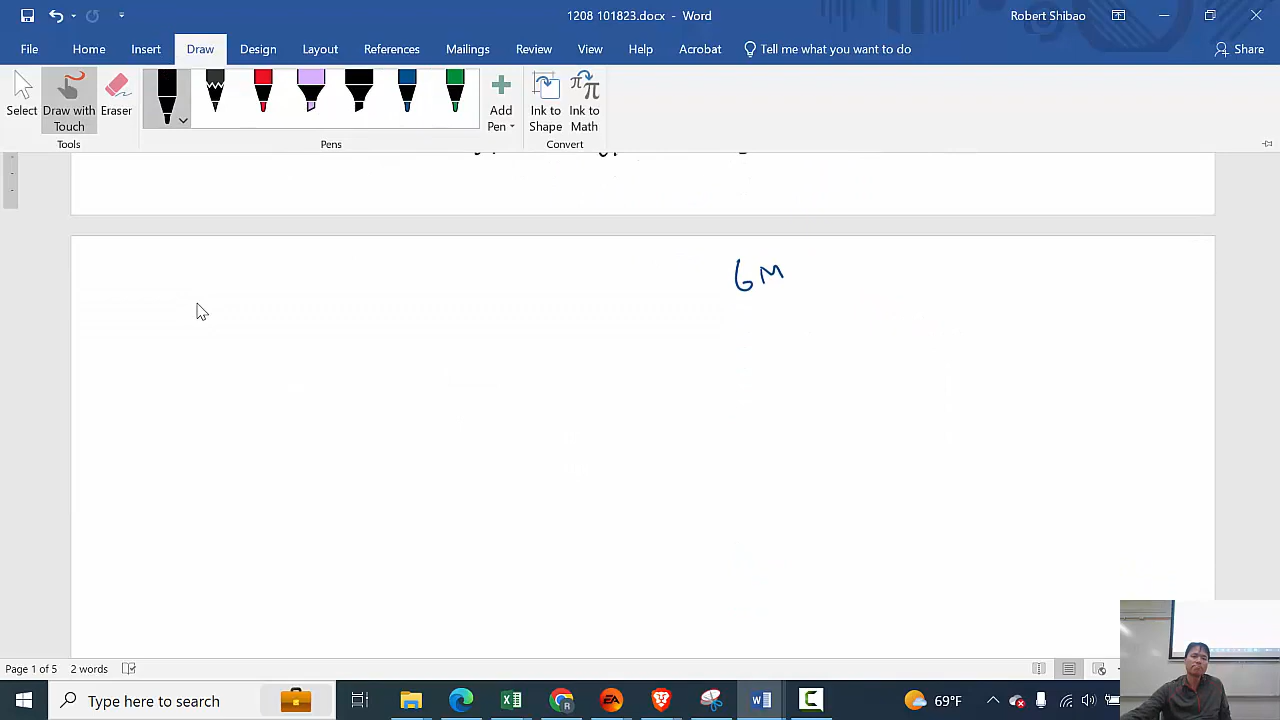 1208 101823.docx - Word
Robert Shibao
File Home Insert Draw Design Layout References Mailings Review View Help Acrobat Tell me what you want to do Share
Select
Draw with Touch
Eraser
Add Pen
Ink to Shape
Ink to Math
Tools
Pens
Convert
6M
Page 1 of 5 2 words
Type here to search
69°F